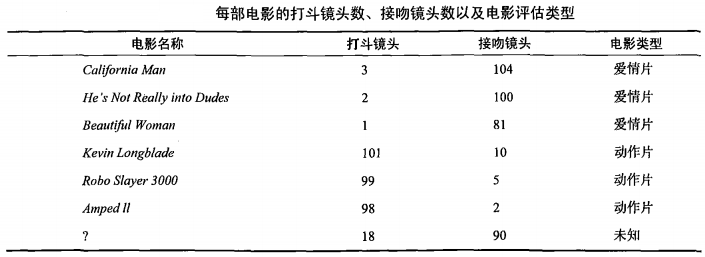 每部电影的打斗镜头数、接吻镜头数以及电影评估类型
电影名称 打斗镜头 接吻镜头 电影类型
California Man 3 104 爱情片
He's Not Really into Dudes 2 100 爱情片
Beautiful Woman 1 81 爱情片
Kevin Longblade 101 10 动作片
Robo Slayer 3000 99 5 动作片
Amped ll 98 2 动作片
? 18 90 未知